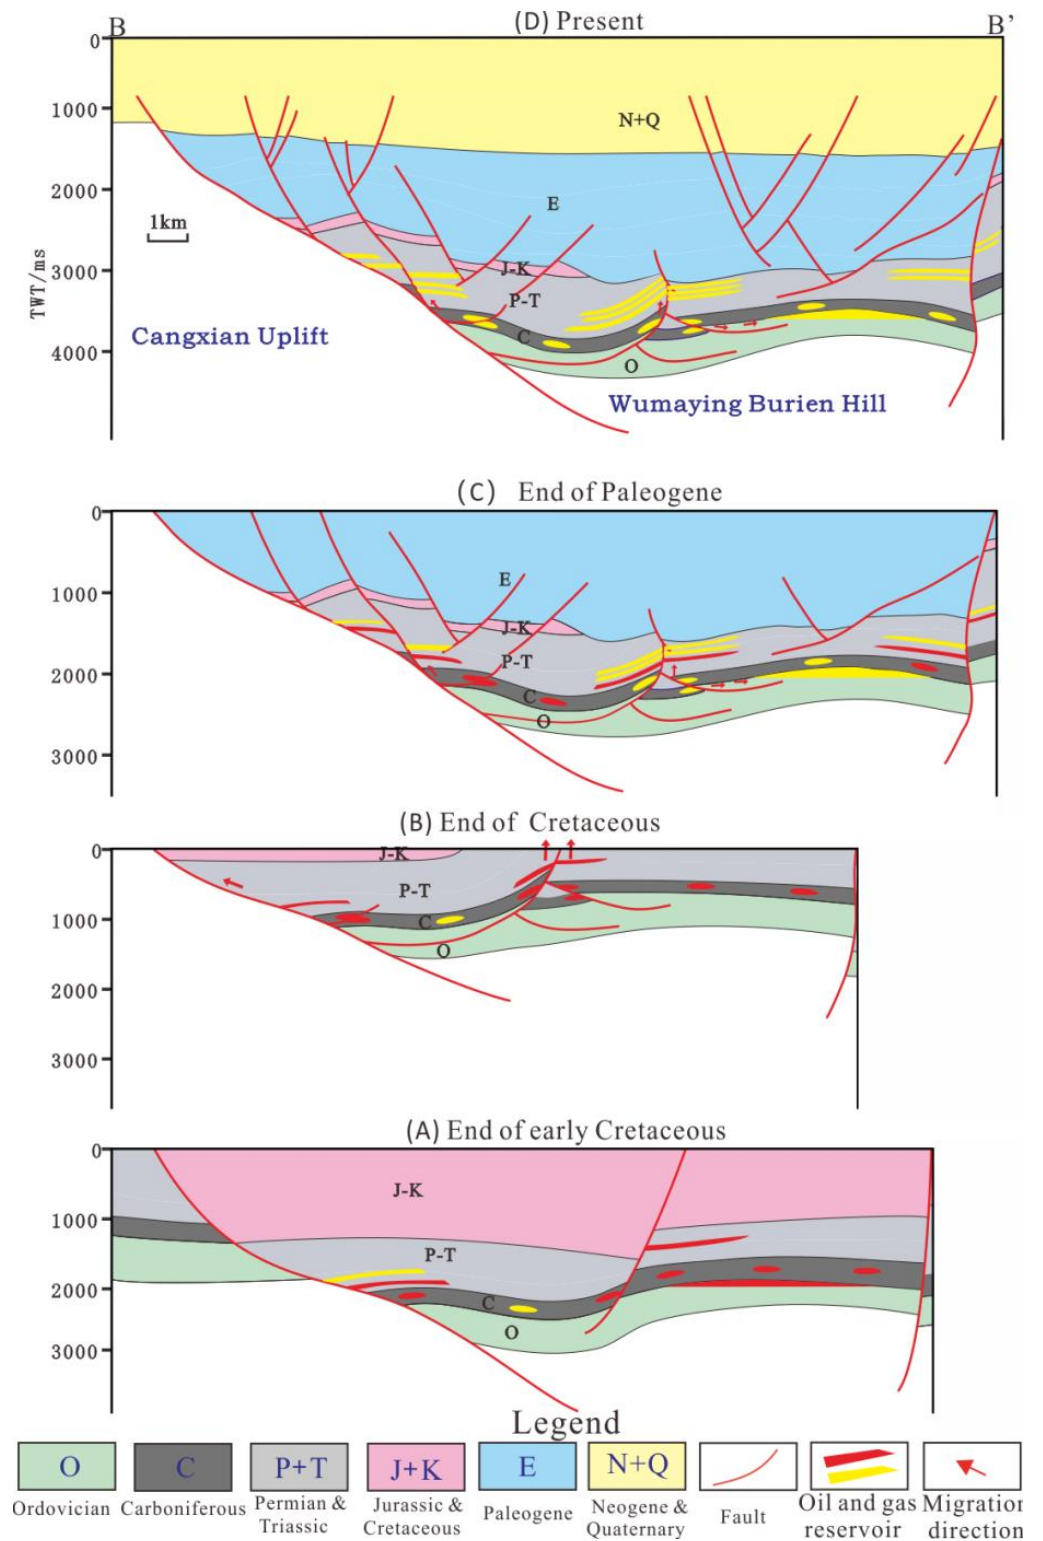 (D) Present
B
B'
0
1000
2000
3000
4000
TWT/ms
1km
N+Q
E
J-K
P-T
C
O
Cangxian Uplift
Wumaying Burien Hill
(C) End of Paleogene
0
1000
2000
3000
E
J-K
P-T
C
O
(B) End of Cretaceous
0
1000
2000
3000
J-K
P-T
C
O
(A) End of early Cretaceous
0
1000
2000
3000
J-K
P-T
C
O
Legend
O
C
P+T
J+K
E
N+Q
Ordovician
Carboniferous
Permian &
Triassic
Jurassic &
Cretaceous
Paleogene
Neogene &
Quaternary
Fault
Oil and gas
reservoir
Migration
direction